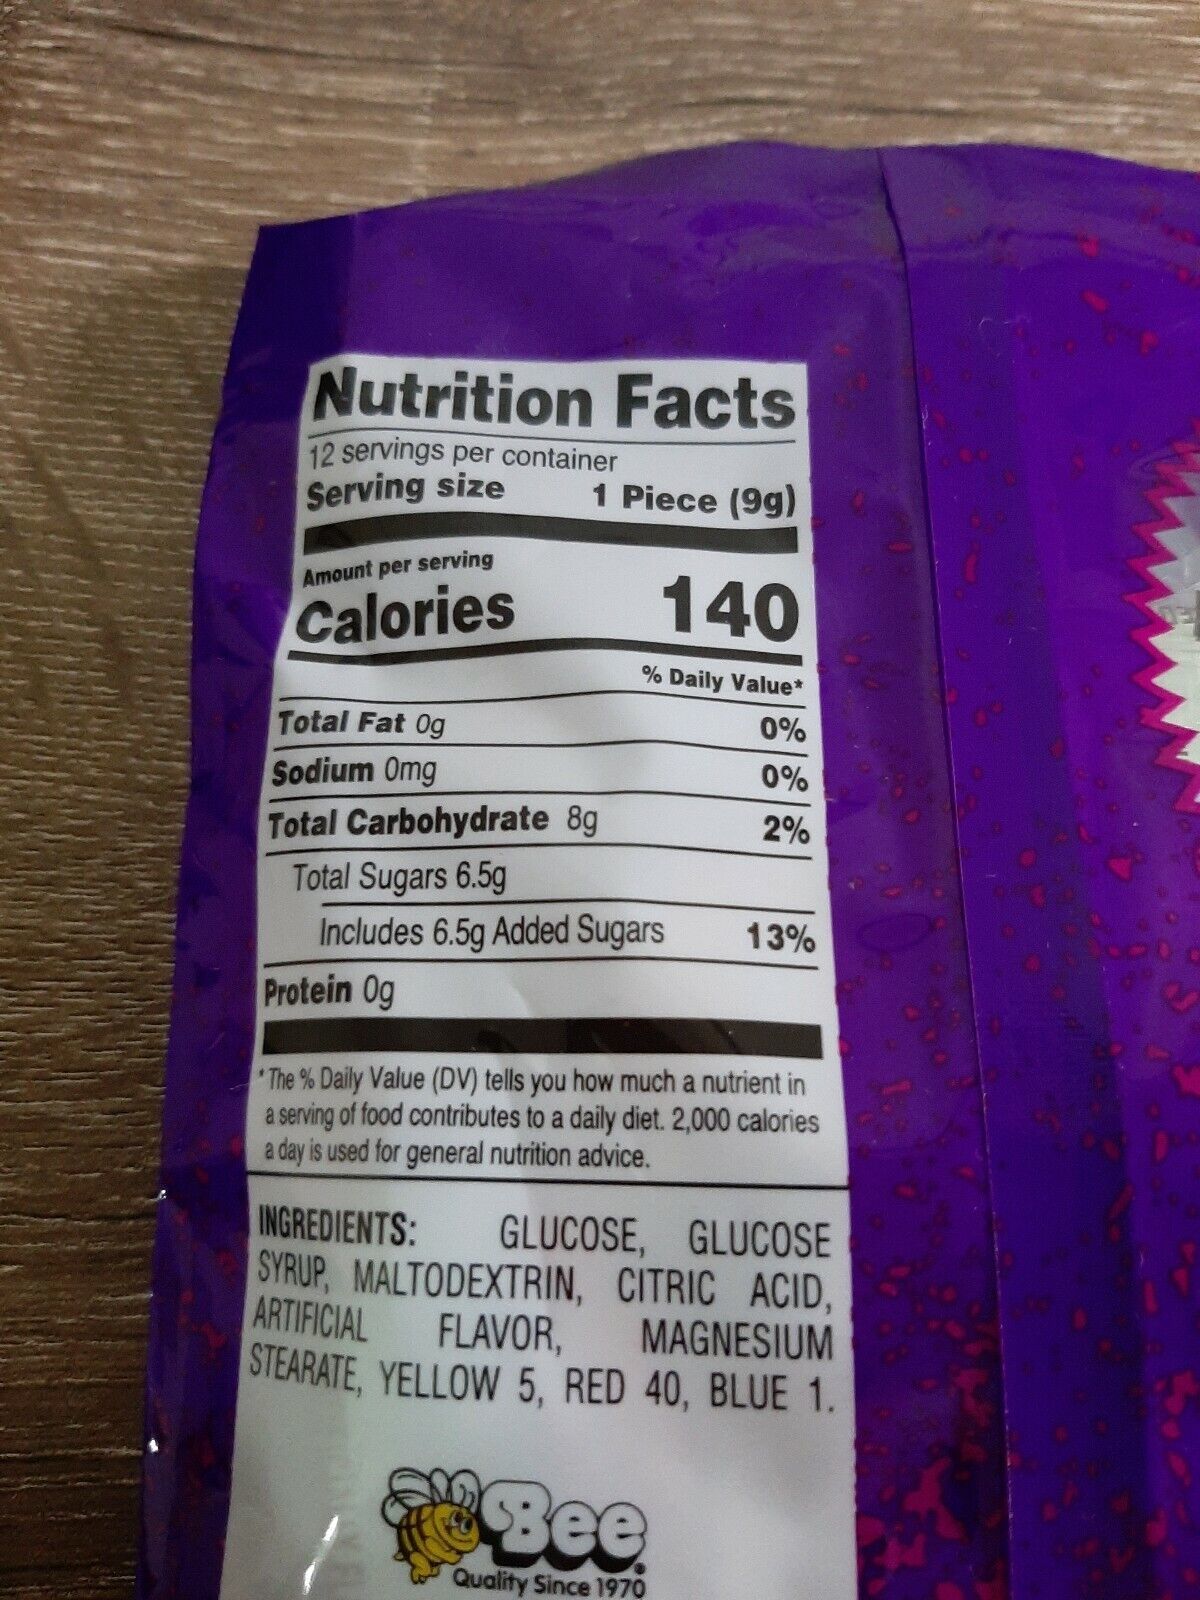 Nutrition Facts
12 servings per container
Serving size 1 Piece (9g)
Amount per serving
Calories 140
% Daily Value*
Total Fat 0g 0%
Sodium 0mg 0%
Total Carbohydrate 8g 2%
Total Sugars 6.5g
Includes 6.5g Added Sugars 13%
Protein 0g
*The % Daily Value (DV) tells you how much a nutrient in
a serving of food contributes to a daily diet. 2,000 calories
a day is used for general nutrition advice.
INGREDIENTS: GLUCOSE, GLUCOSE
SYRUP, MALTODEXTRIN, CITRIC ACID,
ARTIFICIAL FLAVOR, MAGNESIUM
STEARATE, YELLOW 5, RED 40, BLUE 1.
Bee®
Quality Since 1970